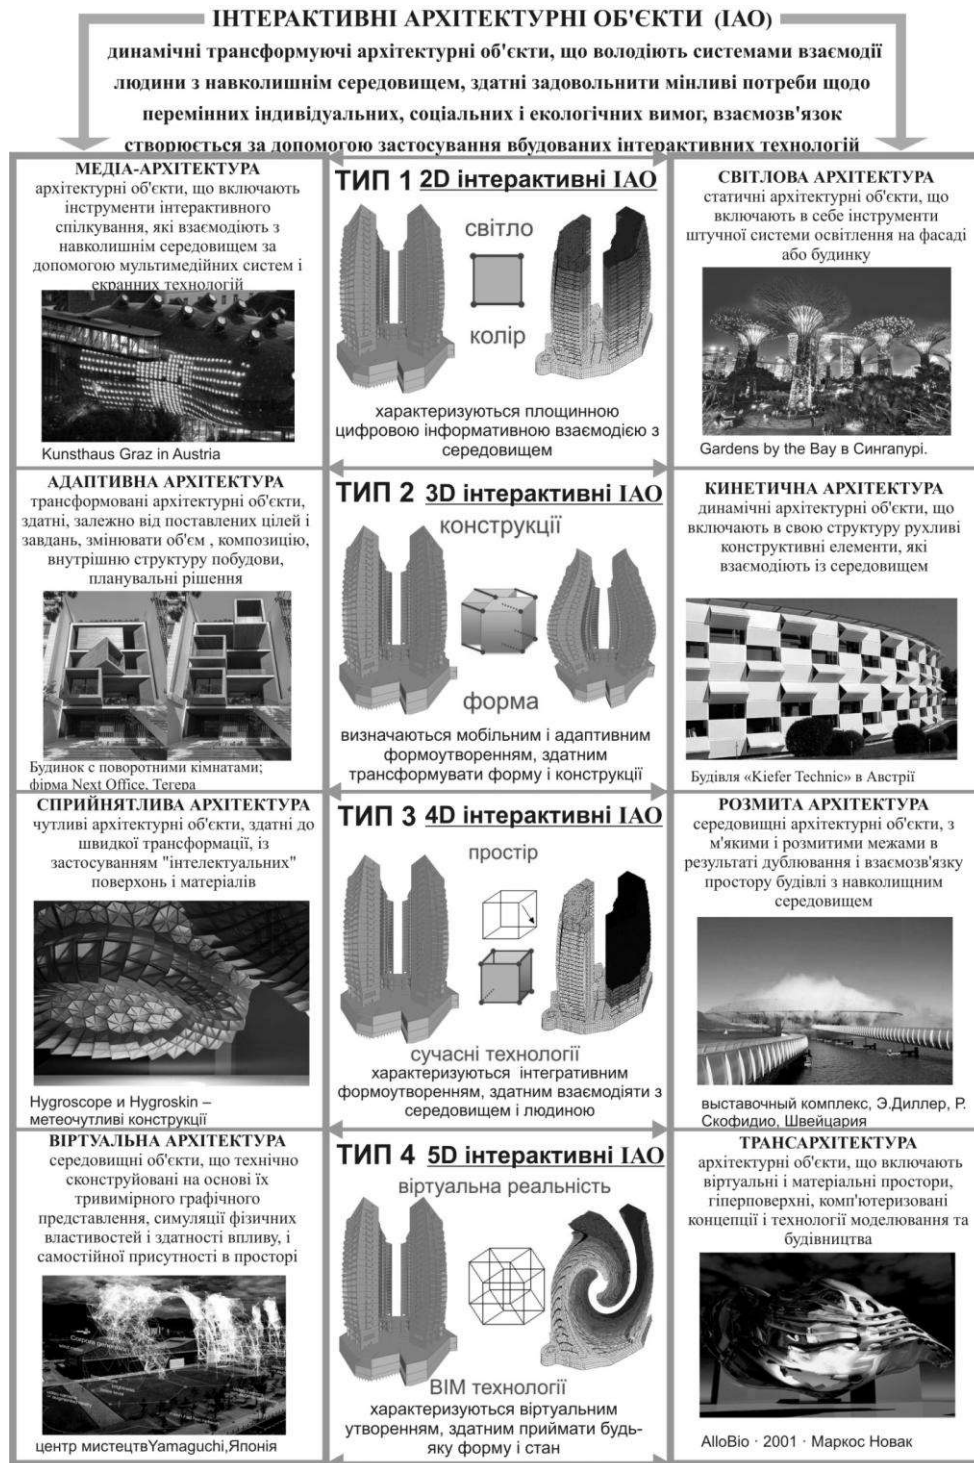 ІНТЕРАКТИВНІ АРХІТЕКТУРНІ ОБ'ЄКТИ (ІАО)
динамічні трансформуючі архітектурні об'єкти, що володіють системами взаємодії
людини з навколишнім середовищем, здатні задовольнити мінливі потреби щодо
перемінних індивідуальних, соціальних і екологічних вимог, взаємозв'язок
створюється за допомогою застосування вбудованих інтерактивних технологій
МЕДІА-АРХІТЕКТУРА
архітектурні об'єкти, що включають
інструменти інтерактивного
спілкування, які взаємодіють з
навколишнім середовищем за
допомогою мультимедійних систем і
екранних технологій
Kunsthaus Graz in Austria
ТИП 1 2D інтерактивні ІАО
світло
колір
характеризуються площинною
цифровою інформативною взаємодією з
середовищем
СВІТЛОВА АРХІТЕКТУРА
статичні архітектурні об'єкти, що
включають в себе інструменти
штучної системи освітлення на фасаді
або будинку
Gardens by the Bay в Сингапурі.
АДАПТИВНА АРХІТЕКТУРА
трансформовані архітектурні об'єкти,
здатні, залежно від поставлених цілей і
завдань, змінювати об'єм , композицію,
внутрішню структуру побудови,
планувальні рішення
Будинок с поворотними кімнатами;
фірма Next Office, Тегера
ТИП 2 3D інтерактивні ІАО
конструкції
форма
визначаються мобільним і адаптивним
формоутворенням, здатним
трансформувати форму і конструкції
КИНЕТИЧНА АРХІТЕКТУРА
динамічні архітектурні об'єкти, що
включають в свою структуру рухливі
конструктивні елементи, які
взаємодіють із середовищем
Будівля «Kiefer Technic» в Австрії
СПРИЙНЯТЛИВА АРХІТЕКТУРА
чутливі архітектурні об'єкти, здатні до
швидкої трансформації, із
застосуванням "інтелектуальних"
поверхонь і матеріалів
Hygroscope и Hygroskin –
метеочутливі конструкції
ТИП 3 4D інтерактивні ІАО
простір
сучасні технології
характеризуються інтегративним
формоутворенням, здатним взаємодіяти з
середовищем і людиною
РОЗМИТА АРХІТЕКТУРА
середовищні архітектурні об'єкти, з
м'якими і розмитими межами в
результаті дублювання і взаємозв'язку
простору будівлі з навколищним
середовищем
выставочный комплекс, Э.Диллер, Р.
Скофидио, Швейцария
ВІРТУАЛЬНА АРХІТЕКТУРА
середовищні об'єкти, що технічно
сконструйовані на основі їх
тривимірного графічного
представлення, симуляції фізичних
властивостей і здатності впливу, і
самостійної присутності в просторі
центр мистецтвYamaguchi,Японія
ТИП 4 5D інтерактивні ІАО
віртуальна реальність
BIM технології
характеризуються віртуальним
утворенням, здатним приймати будь-
яку форму і стан
ТРАНСАРХІТЕКТУРА
архітектурні об'єкти, що включають
віртуальні і матеріальні простори,
гіперповерхні, комп'ютеризовані
концепції і технології моделювання та
будівництва
AlloBio · 2001 · Маркос Новак